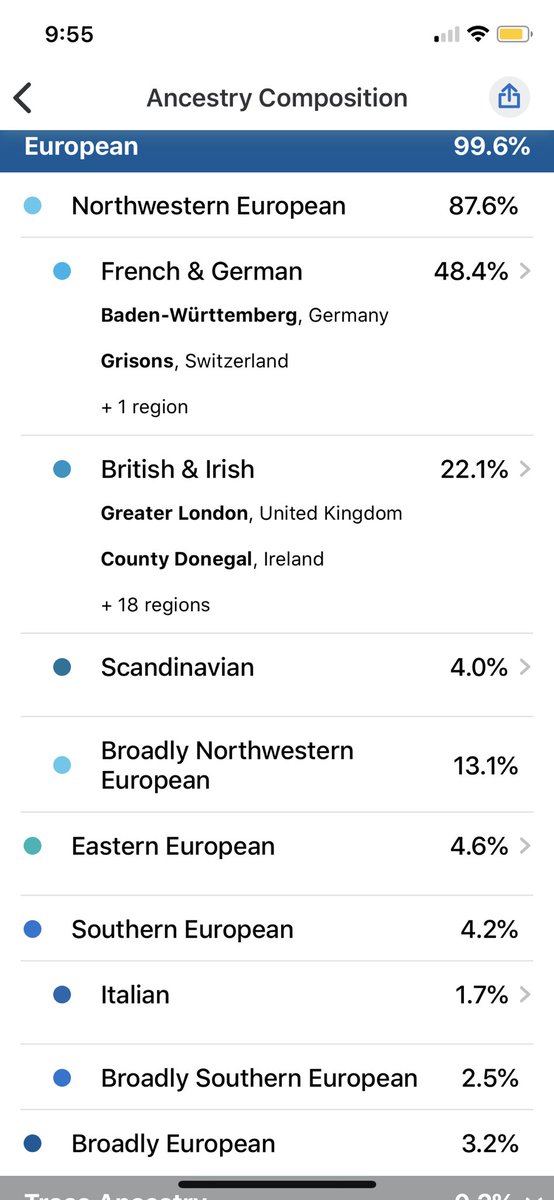 9:55
Ancestry Composition
European 99.6%
Northwestern European 87.6%
French & German 48.4%
Baden-Württemberg, Germany
Grisons, Switzerland
+ 1 region
British & Irish 22.1%
Greater London, United Kingdom
County Donegal, Ireland
+ 18 regions
Scandinavian 4.0%
Broadly Northwestern
European 13.1%
Eastern European 4.6%
Southern European 4.2%
Italian 1.7%
Broadly Southern European 2.5%
Broadly European 3.2%
Trace Ancestry